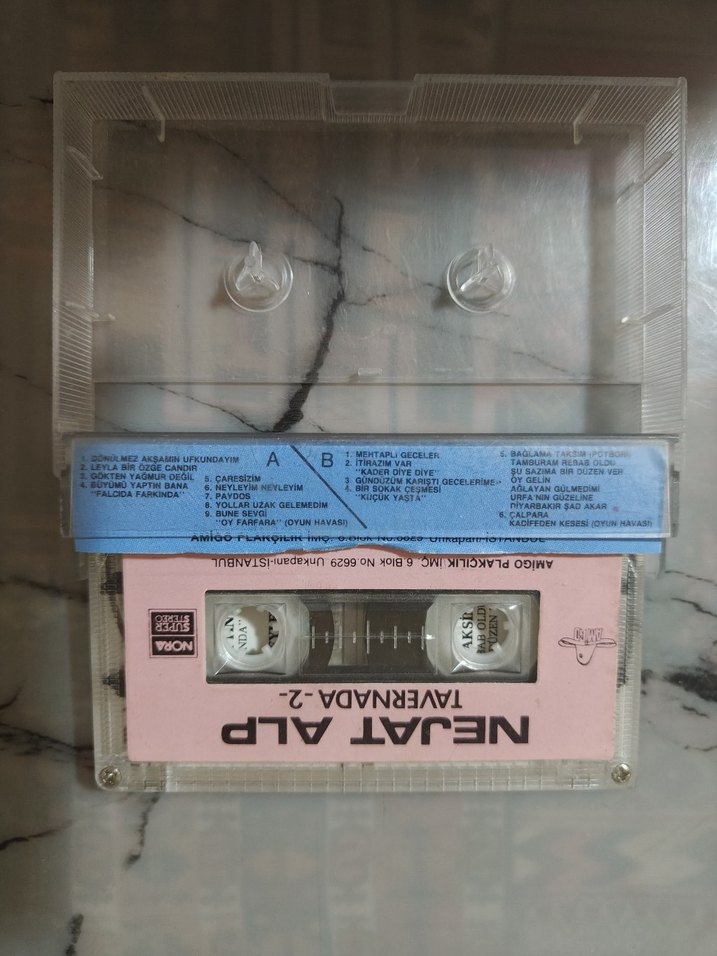 A
1. DÖNÜLMEZ AKŞAMIN UFKUNDAYIM
2. LEYLA BİR ÖZGE CANDIR
3. GÖKTEN YAĞMUR DEĞİL
4. BÜYÜMÜ YAPTIN BANA
"FALCIDA FARKINDA"
5. ÇARESİZİM
6. NEYLEYİM NEYLEYİM
7. PAYDOS
8. YOLLAR UZAK GELEMEDİM
9. BUNE SEVGİ
"OY FARFARA" (OYUN HAVASI)
B
1. MEHTAPLI GECELER
2. İTİRAZIM VAR
"KADER DİYE DİYE"
3. GÜNDÜZÜM KARIŞTI GECELERİME
4. BİR SOKAK ÇEŞMESİ
"KÜÇÜK YAŞTA"
5. BAĞLAMA TAKSİM
TAMBURAM REBAB OLDU
ŞU SAZIMA BİR DÜZEN VER
OY GELİN
AĞLAYAN GÜLMEDİMİ
URFA'NIN GÜZELİNE
DİYARBAKIR ŞAD AKAR
6. ÇALPARA
KADİFEDEN KESESİ (OYUN HAVASI)
AMİGO PLAKÇILIK İMÇ. 6.Blok No.6629 Unkapanı-İSTANBUL
AMİGO PLAKÇILIK İMÇ. 6 Blok No.6629 Unkapanı-İSTANBUL
NORA
SUPER
STEREO
AKSİM
AB OLDU
DÜZEN
NDA"
TAVERNADA -2-
NEJAT ALP